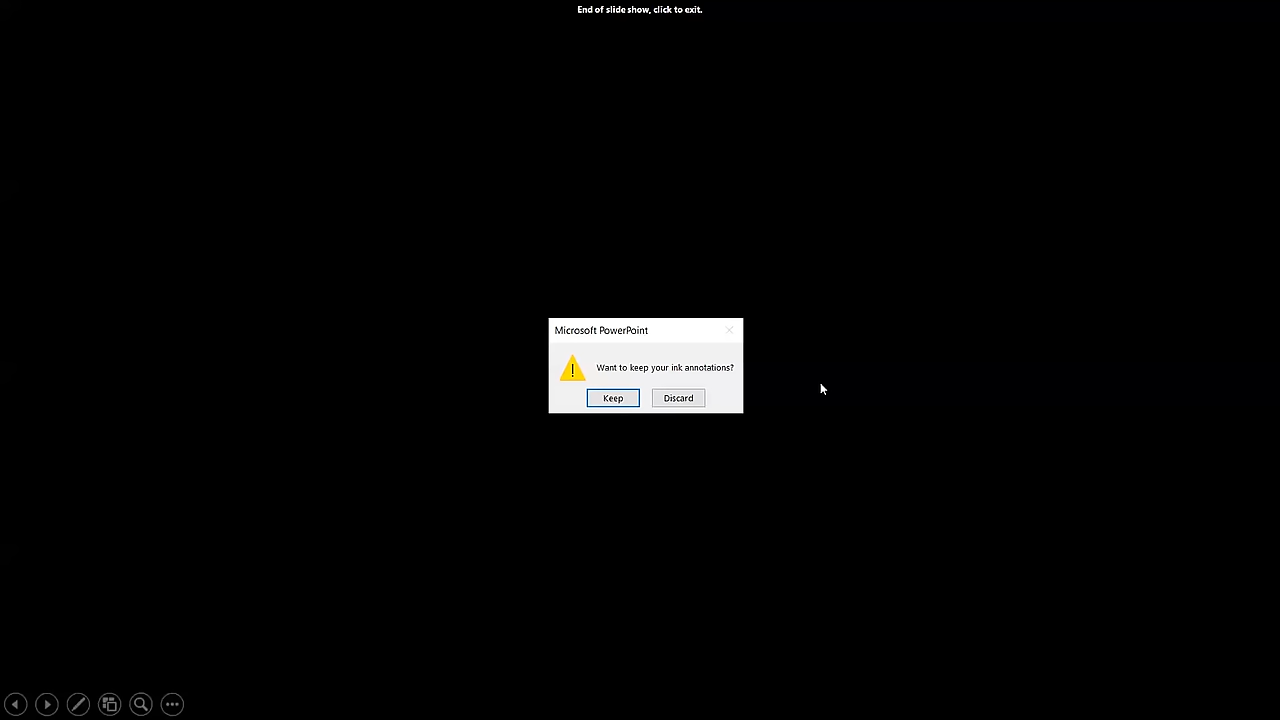 End of slide show, click to exit.
Microsoft PowerPoint
Want to keep your ink annotations?
Keep
Discard